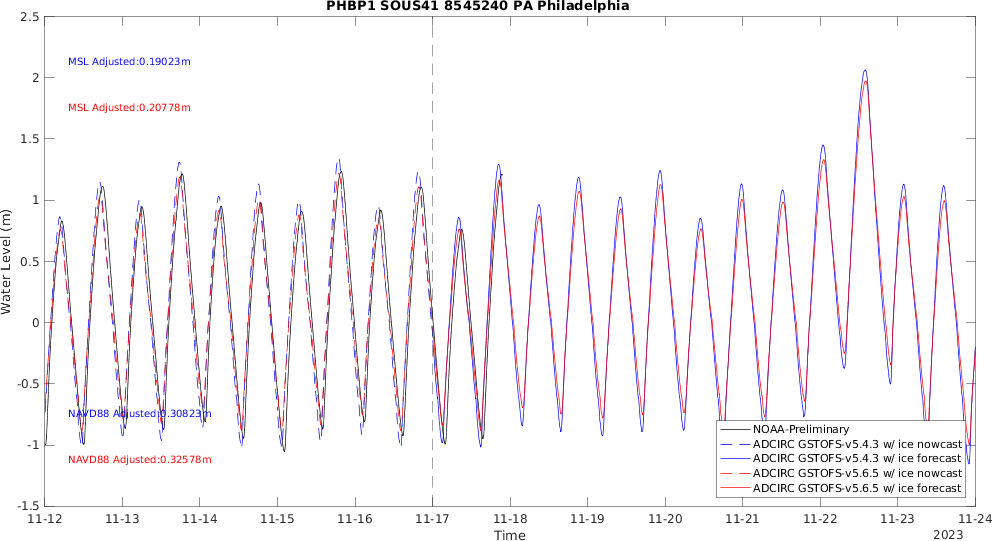 PHBP1 SOUS41 8545240 PA Philadelphia
2.5
2
1.5
1
0.5
0
-0.5
-1
-1.5
Water Level (m)
MSL Adjusted:0.19023m
MSL Adjusted:0.20778m
NAVD88 Adjusted:0.30823m
NAVD88 Adjusted:0.32578m
NOAA-Preliminary
ADCIRC GSTOFS-v5.4.3 w/ ice nowcast
ADCIRC GSTOFS-v5.4.3 w/ ice forecast
ADCIRC GSTOFS-v5.6.5 w/ ice nowcast
ADCIRC GSTOFS-v5.6.5 w/ ice forecast
11-12 11-13 11-14 11-15 11-16 11-17 11-18 11-19 11-20 11-21 11-22 11-23 11-24
Time
2023